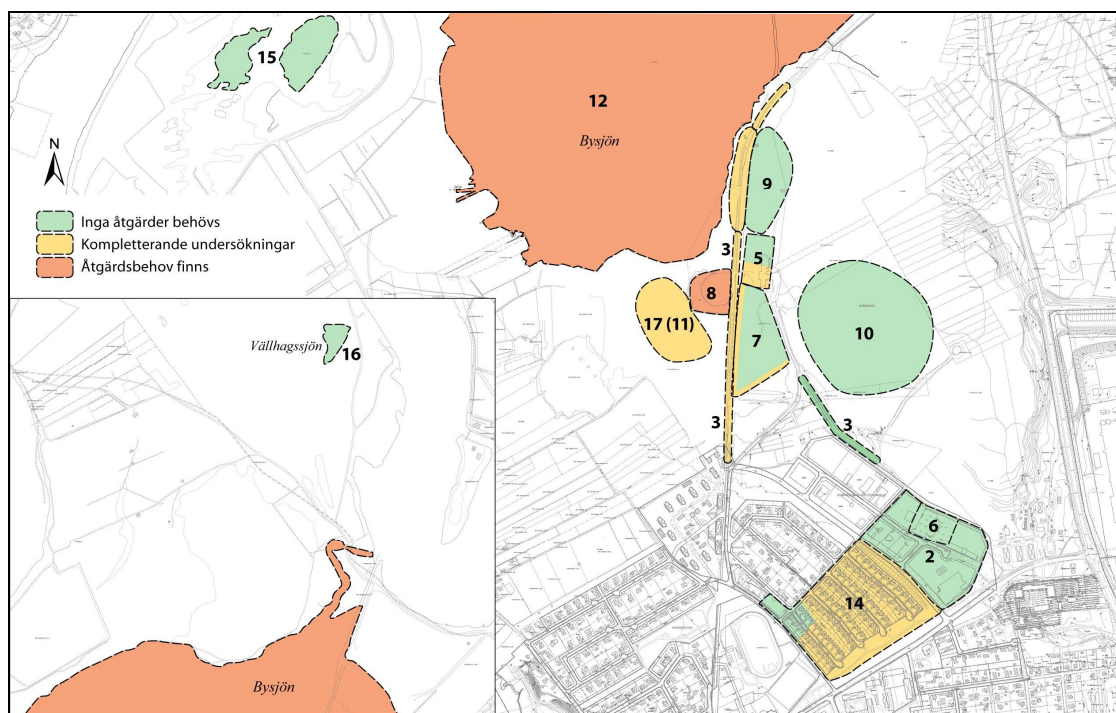 15
N
Inga åtgärder behövs
Kompletterande undersökningar
Åtgärdsbehov finns
12
Bysjön
9
3
5
8
17 (11)
7
10
3
3
6
2
14
Vällhagssjön
16
Bysjön